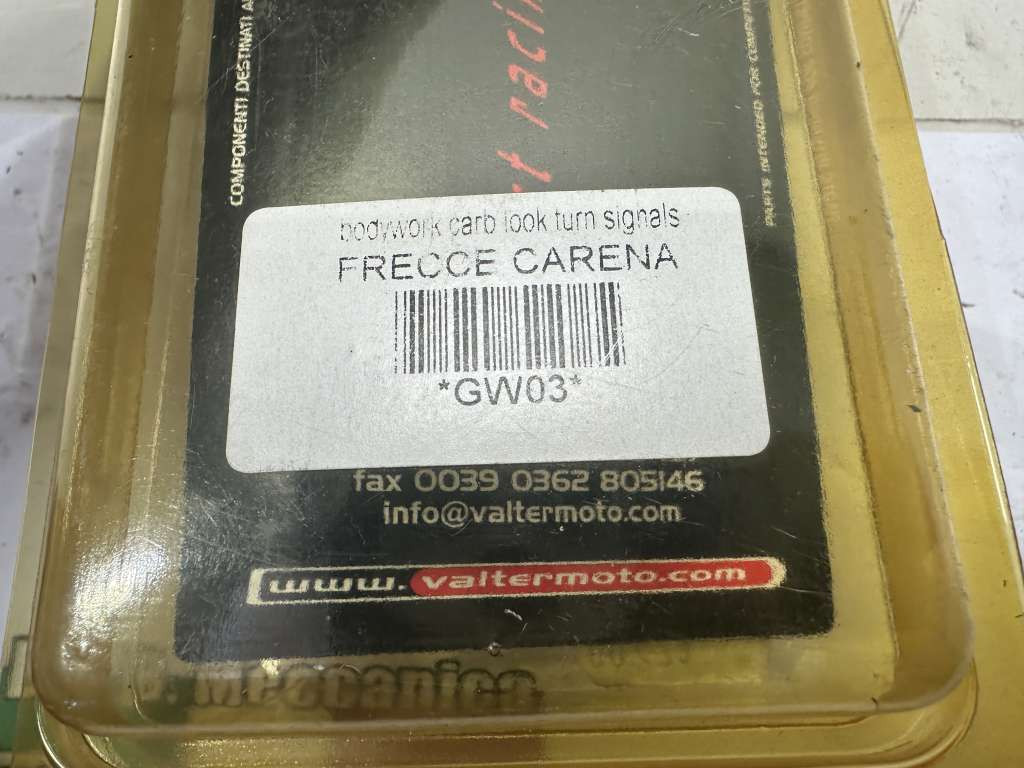 COMPONENTI DESTINATI
PARTS INTENDED FOR
bodywork carb look turn signals
FRECCE CARENA
*GW03*
fax 0039 0362 805146
info@valtermoto.com
www.valtermoto.com
Meccanica